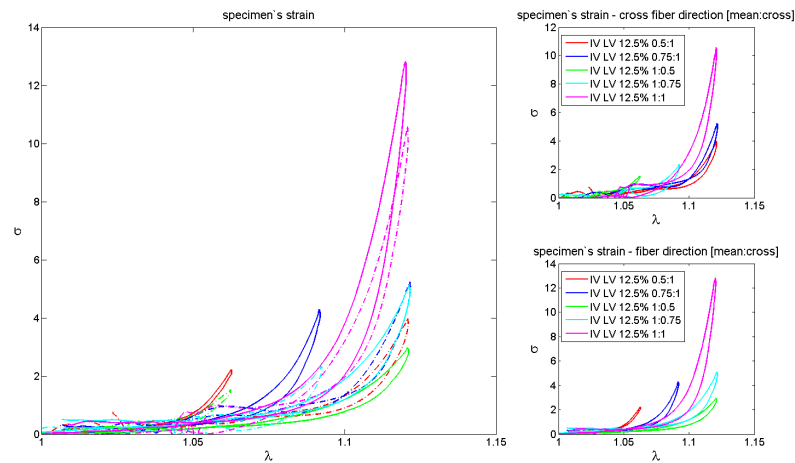 specimen`s strain
14
12
10
8
6
4
2
0
1
1.05
1.1
1.15
σ
λ
specimen`s strain - cross fiber direction [mean:cross]
12
10
8
6
4
2
0
1
1.05
1.1
1.15
σ
λ
IV LV 12.5% 0.5:1
IV LV 12.5% 0.75:1
IV LV 12.5% 1:0.5
IV LV 12.5% 1:0.75
IV LV 12.5% 1:1
specimen`s strain - fiber direction [mean:cross]
14
12
10
8
6
4
2
0
1
1.05
1.1
1.15
σ
λ
IV LV 12.5% 0.5:1
IV LV 12.5% 0.75:1
IV LV 12.5% 1:0.5
IV LV 12.5% 1:0.75
IV LV 12.5% 1:1